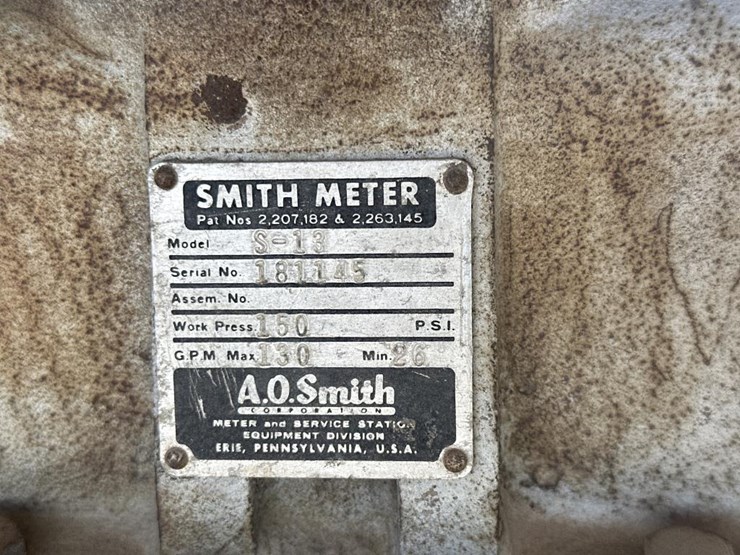 SMITH METER
Pat Nos 2,207,182 & 2,263,145
Model S-13
Serial No. 181145
Assem. No.
Work Press. 150 P.S.I.
G.P.M Max 130 Min. 26
A.O.Smith
CORPORATION
METER and SERVICE STATION
EQUIPMENT DIVISION
ERIE, PENNSYLVANIA, U.S.A.